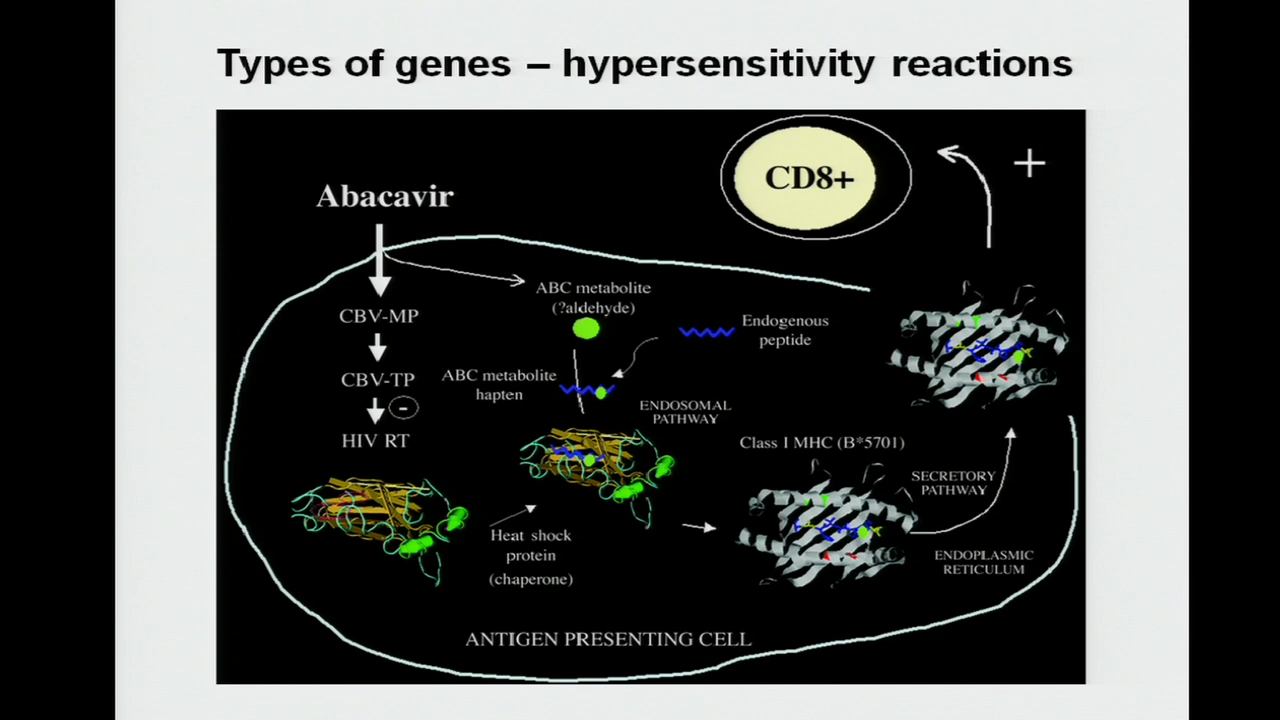 Types of genes – hypersensitivity reactions
CD8+
+
Abacavir
ABC metabolite
(?aldehyde)
CBV-MP
Endogenous
peptide
CBV-TP
ABC metabolite
hapten
-
ENDOSOMAL
PATHWAY
HIV RT
Class I MHC (B*5701)
SECRETORY
PATHWAY
Heat shock
protein
(chaperone)
ENDOPLASMIC
RETICULUM
ANTIGEN PRESENTING CELL